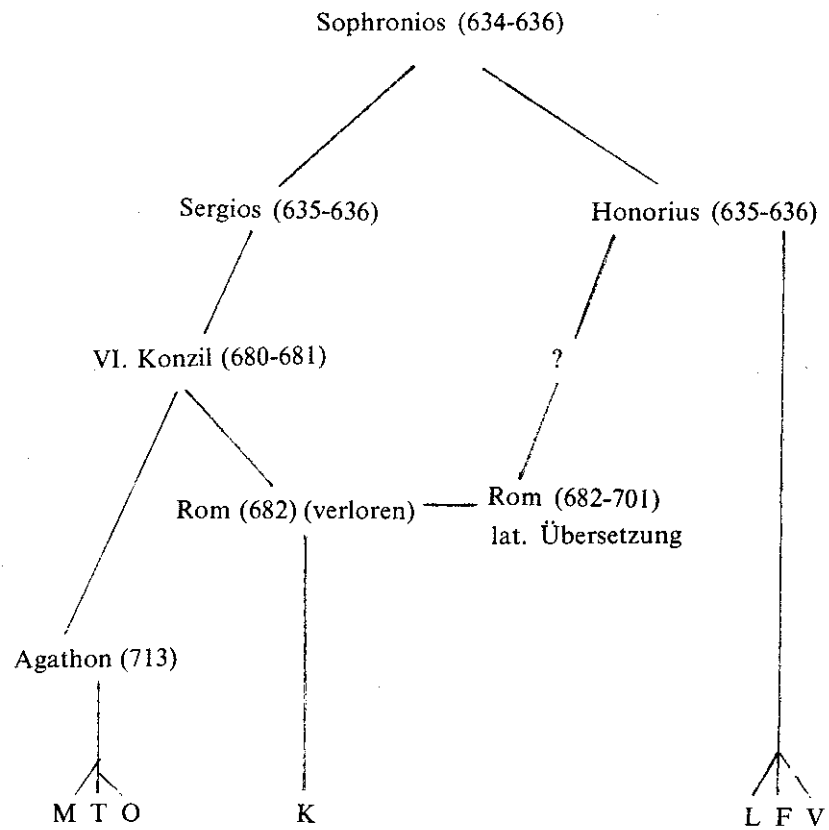 Sophronios (634-636)
Sergios (635-636)
Honorius (635-636)
VI. Konzil (680-681)
?
Rom (682) (verloren)
Rom (682-701)
lat. Übersetzung
Agathon (713)
M T O
K
L F V